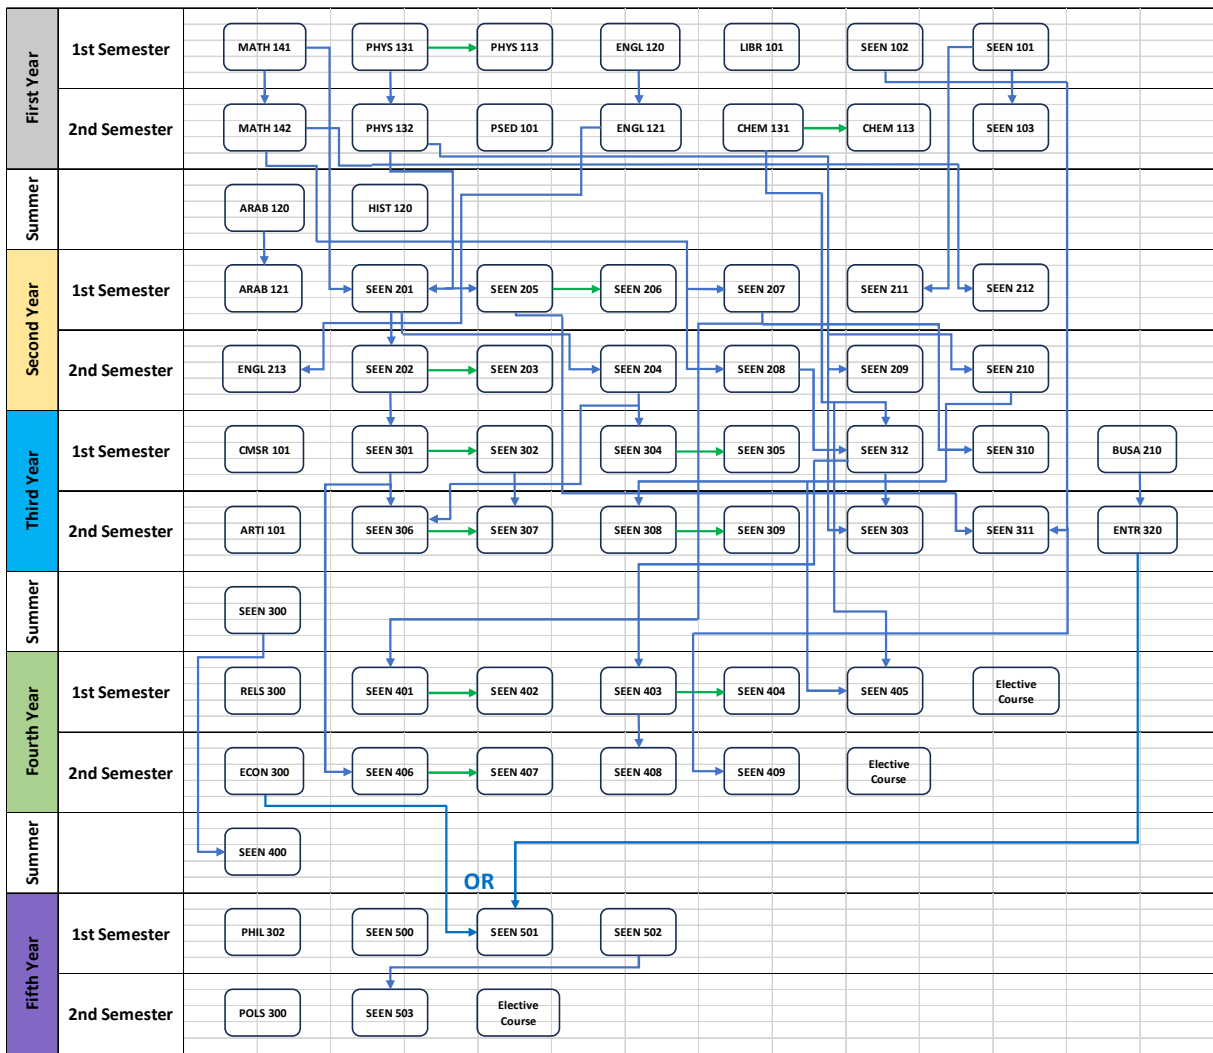 First Year
1st Semester
MATH 141
PHYS 131
PHYS 113
ENGL 120
LIBR 101
SEEN 102
SEEN 101
2nd Semester
MATH 142
PHYS 132
PSED 101
ENGL 121
CHEM 131
CHEM 113
SEEN 103
Summer
ARAB 120
HIST 120
Second Year
1st Semester
ARAB 121
SEEN 201
SEEN 205
SEEN 206
SEEN 207
SEEN 211
SEEN 212
2nd Semester
ENGL 213
SEEN 202
SEEN 203
SEEN 204
SEEN 208
SEEN 209
SEEN 210
Third Year
1st Semester
CMSR 101
SEEN 301
SEEN 302
SEEN 304
SEEN 305
SEEN 312
SEEN 310
BUSA 210
2nd Semester
ARTI 101
SEEN 306
SEEN 307
SEEN 308
SEEN 309
SEEN 303
SEEN 311
ENTR 320
Summer
SEEN 300
Fourth Year
1st Semester
RELS 300
SEEN 401
SEEN 402
SEEN 403
SEEN 404
SEEN 405
Elective
Course
2nd Semester
ECON 300
SEEN 406
SEEN 407
SEEN 408
SEEN 409
Elective
Course
Summer
SEEN 400
OR
Fifth Year
1st Semester
PHIL 302
SEEN 500
SEEN 501
SEEN 502
2nd Semester
POLS 300
SEEN 503
Elective
Course